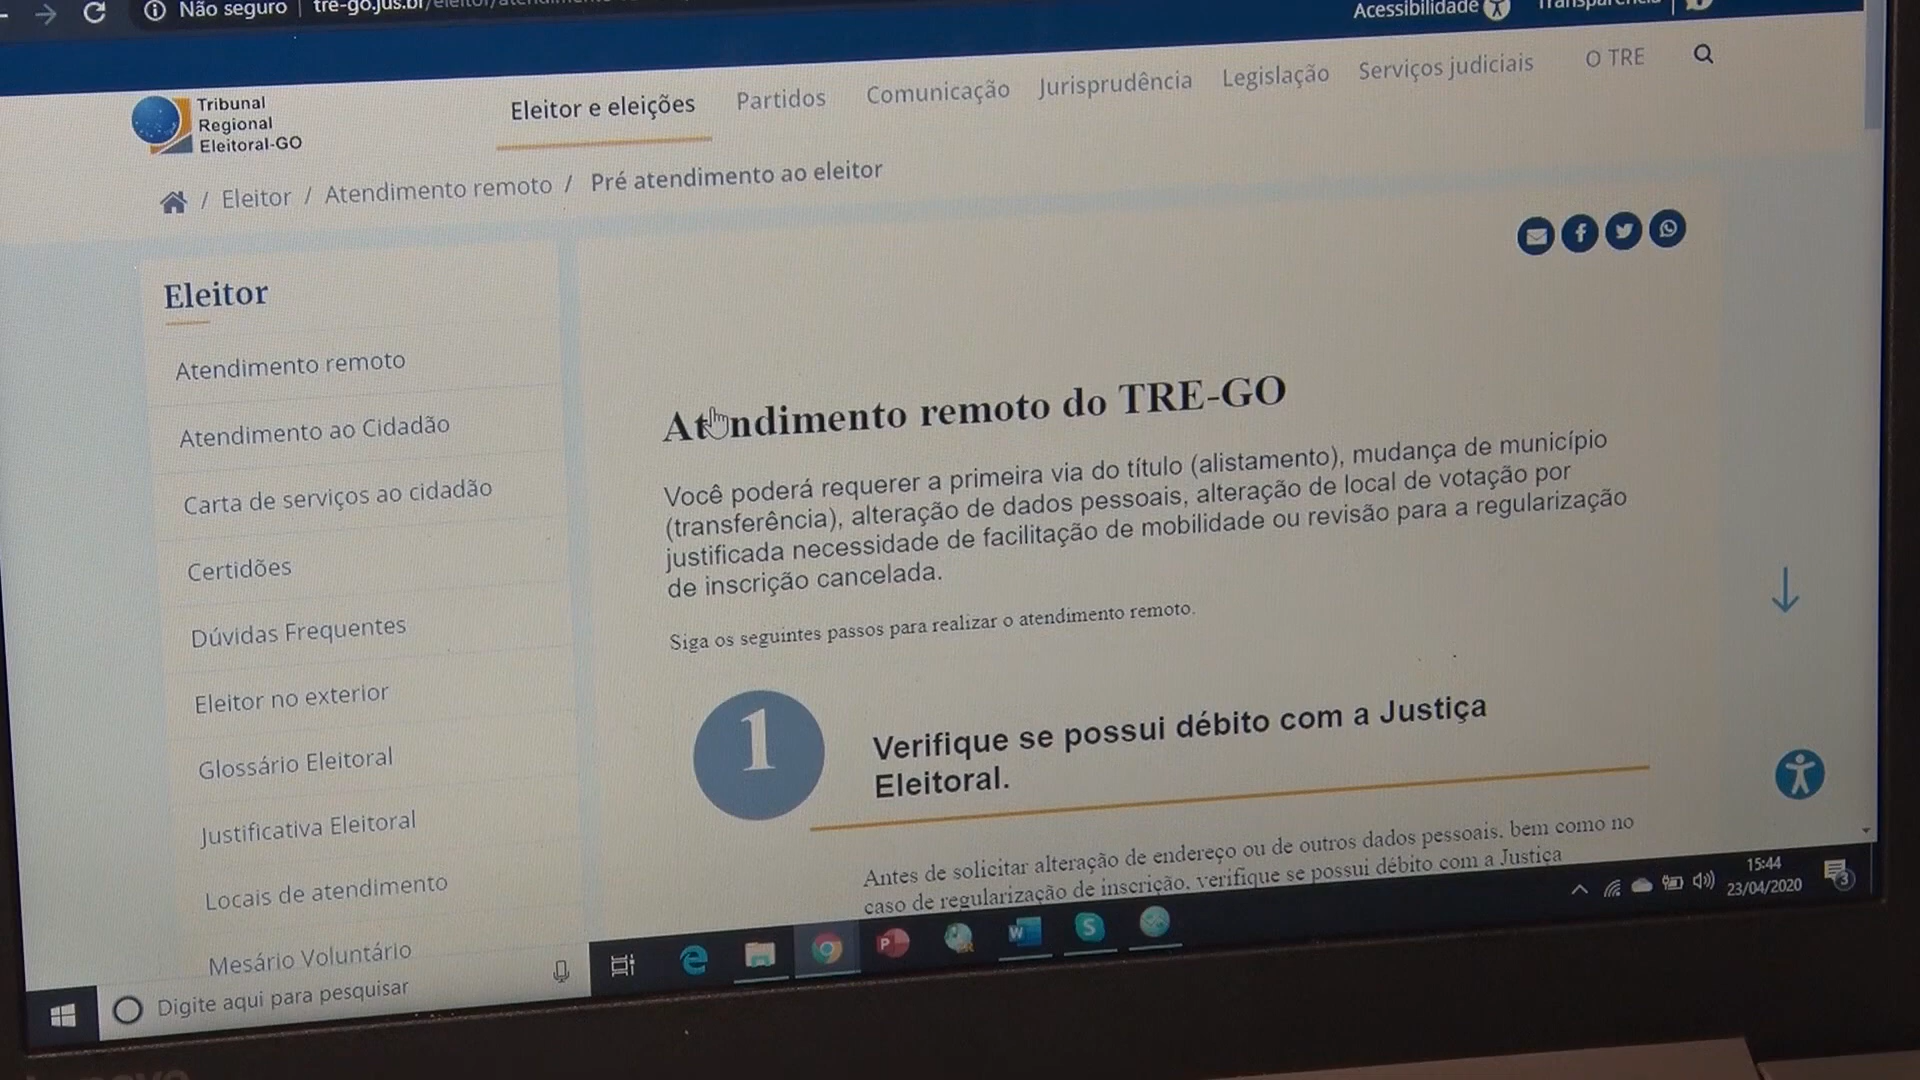 Não seguro | tre-go.jus.br/eleitor/
Acessibilidade
Tribunal
Regional
Eleitoral-GO
Eleitor e eleições
Partidos
Comunicação
Jurisprudência
Legislação
Serviços judiciais
O TRE
/ Eleitor / Atendimento remoto / Pré atendimento ao eleitor
Eleitor
Atendimento remoto
Atendimento ao Cidadão
Carta de serviços ao cidadão
Certidões
Dúvidas Frequentes
Eleitor no exterior
Glossário Eleitoral
Justificativa Eleitoral
Locais de atendimento
Mesário Voluntário
Atendimento remoto do TRE-GO
Você poderá requerer a primeira via do título (alistamento), mudança de município
(transferência), alteração de dados pessoais, alteração de local de votação por
justificada necessidade de facilitação de mobilidade ou revisão para a regularização
de inscrição cancelada.
Siga os seguintes passos para realizar o atendimento remoto.
1
Verifique se possui débito com a Justiça
Eleitoral.
Antes de solicitar alteração de endereço ou de outros dados pessoais, bem como no
caso de regularização de inscrição, verifique se possui débito com a Justiça
Digite aqui para pesquisar
15:44
23/04/2020
3